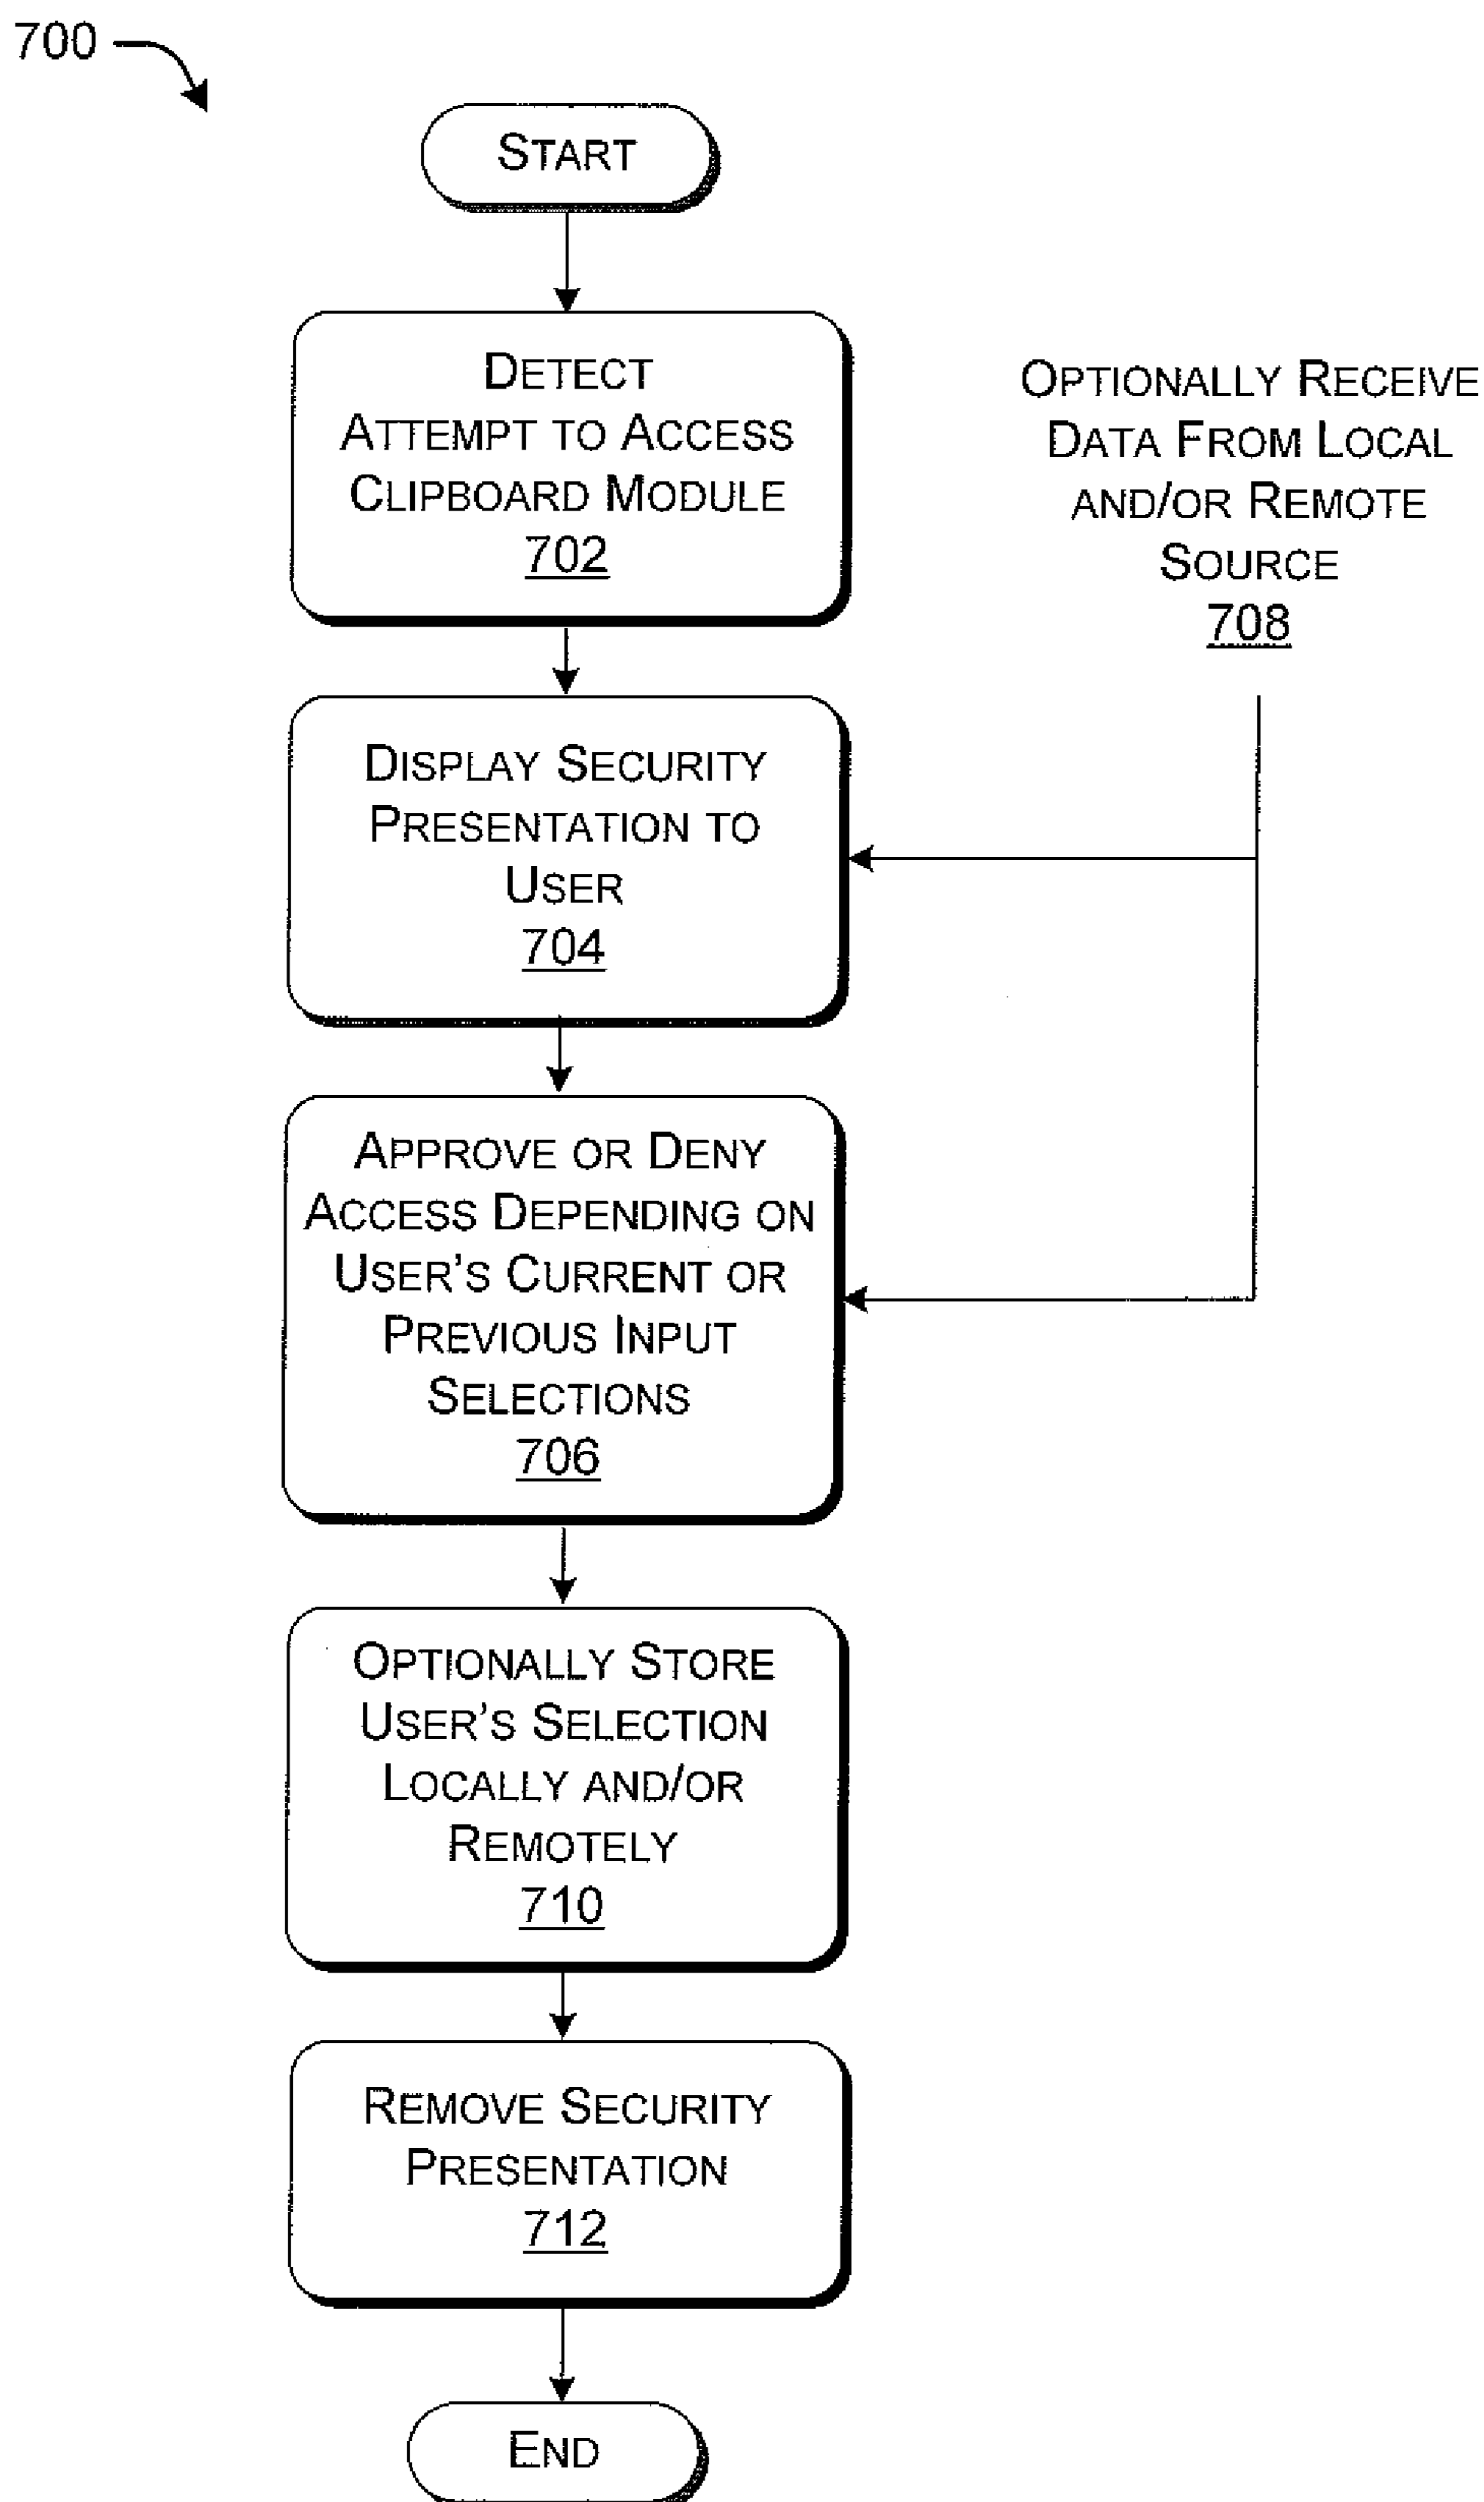 700
START
DETECT
ATTEMPT TO ACCESS
CLIPBOARD MODULE
702
OPTIONALLY RECEIVE
DATA FROM LOCAL
AND/OR REMOTE
SOURCE
708
DISPLAY SECURITY
PRESENTATION TO
USER
704
APPROVE OR DENY
ACCESS DEPENDING ON
USER'S CURRENT OR
PREVIOUS INPUT
SELECTIONS
706
OPTIONALLY STORE
USER'S SELECTION
LOCALLY AND/OR
REMOTELY
710
REMOVE SECURITY
PRESENTATION
712
END